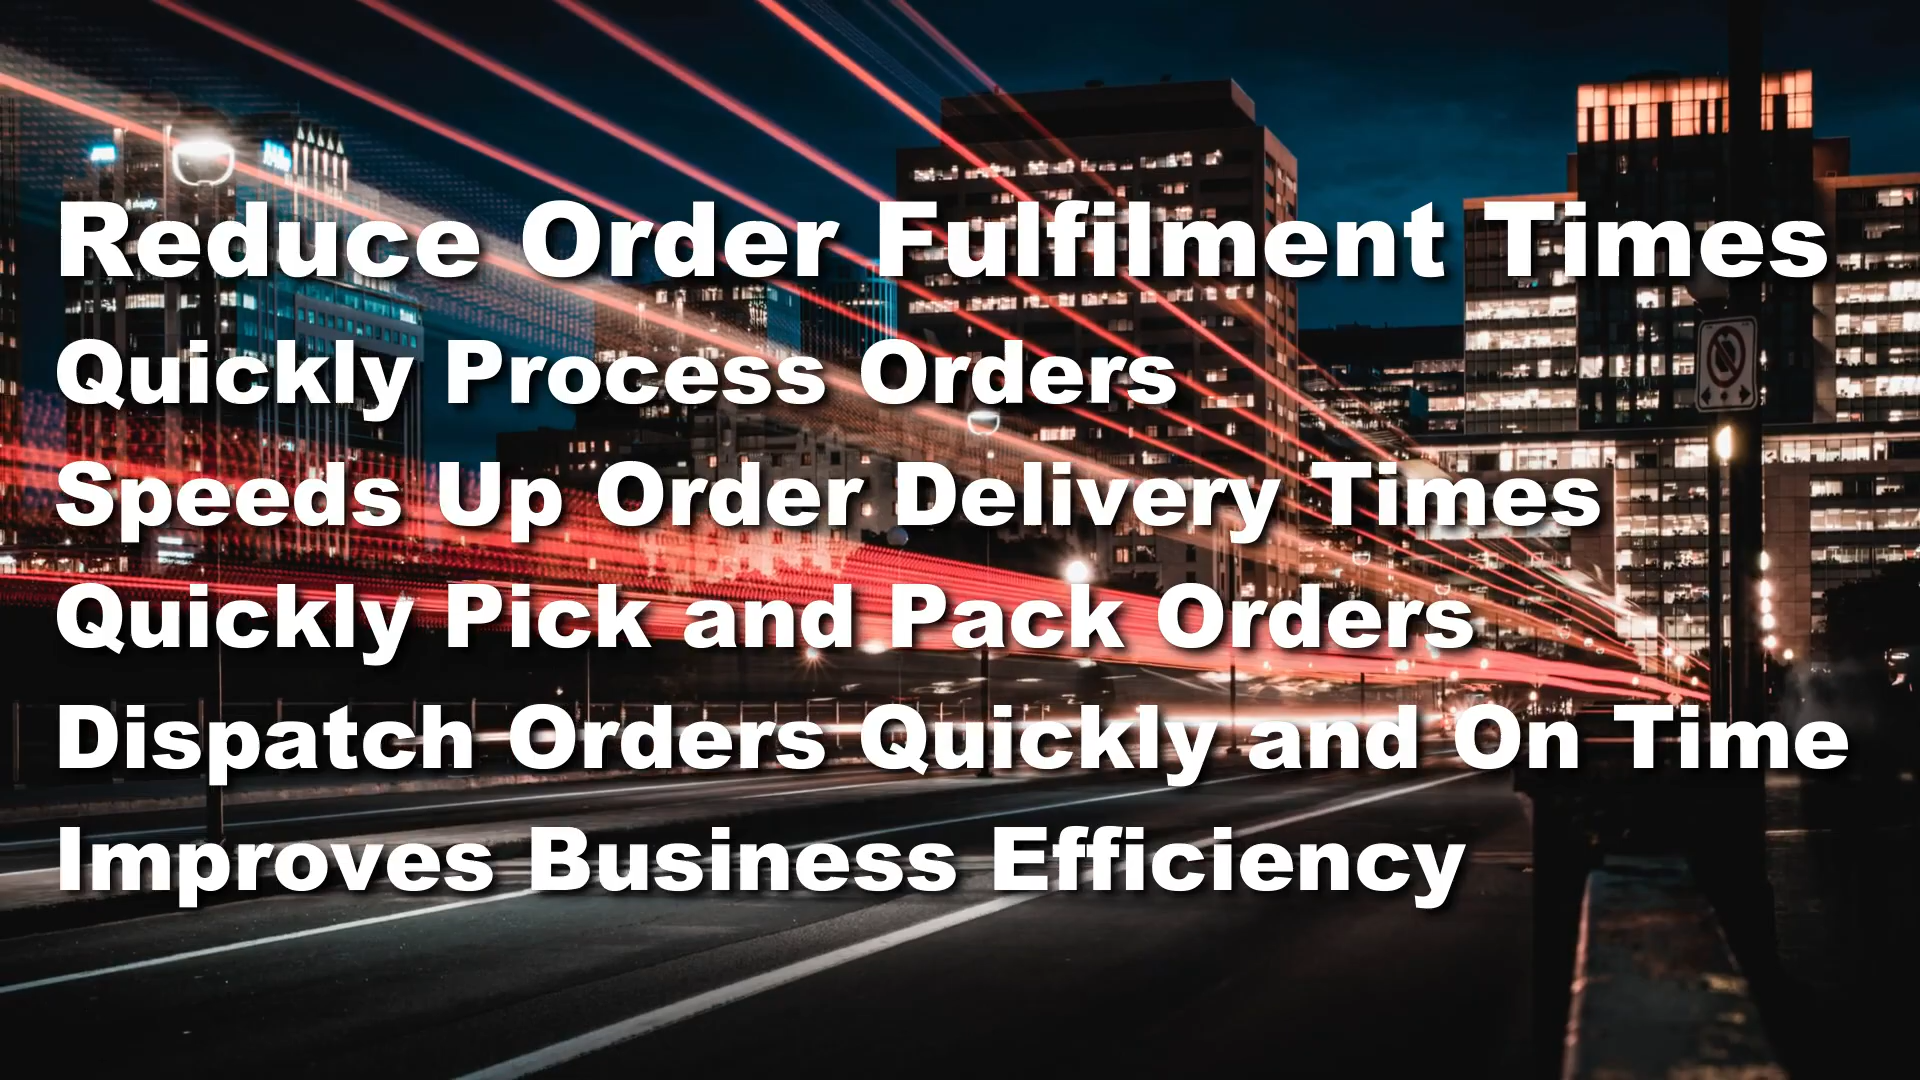 Reduce Order Fulfilment Times
Quickly Process Orders
Speeds Up Order Delivery Times
Quickly Pick and Pack Orders
Dispatch Orders Quickly and On Time
Improves Business Efficiency